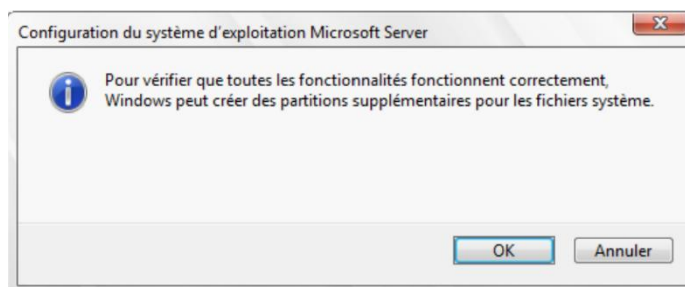 Configuration du système d'exploitation Microsoft Server
Pour vérifier que toutes les fonctionnalités fonctionnent correctement,
Windows peut créer des partitions supplémentaires pour les fichiers système.
OK
Annuler